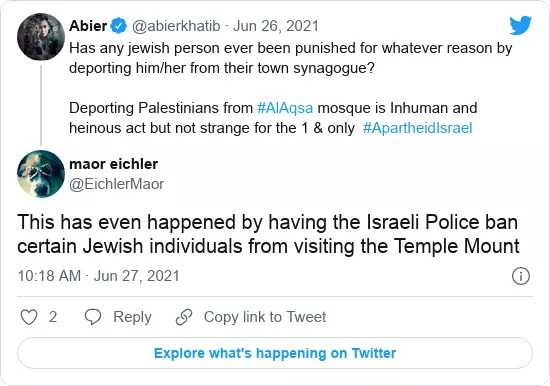 Abier @abierkhatib · Jun 26, 2021
Has any jewish person ever been punished for whatever reason by
deporting him/her from their town synagogue?
Deporting Palestinians from #AlAqsa mosque is Inhuman and
heinous act but not strange for the 1 & only #ApartheidIsrael
maor eichler
@EichlerMaor
This has even happened by having the Israeli Police ban
certain Jewish individuals from visiting the Temple Mount
10:18 AM · Jun 27, 2021
2 Reply Copy link to Tweet
Explore what's happening on Twitter